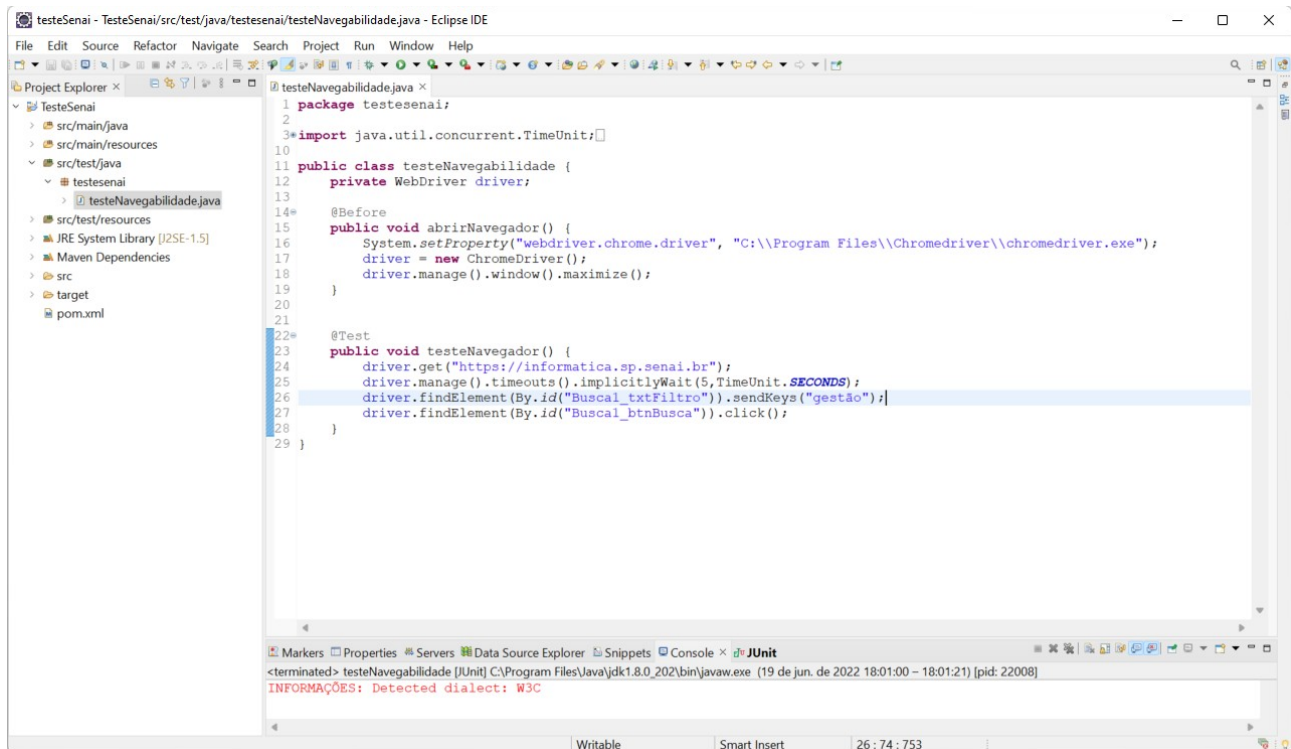 testeSenai - TesteSenai/src/test/java/testesenai/testeNavegabilidade.java - Eclipse IDE
File Edit Source Refactor Navigate Search Project Run Window Help
Project Explorer
TesteSenai
src/main/java
src/main/resources
src/test/java
testesenai
testeNavegabilidade.java
src/test/resources
JRE System Library [J2SE-1.5]
Maven Dependencies
src
target
pom.xml
testeNavegabilidade.java
1 package testesenai;
2
3 import java.util.concurrent.TimeUnit;
10
11 public class testeNavegabilidade {
12 private WebDriver driver;
13
14 @Before
15 public void abrirNavegador() {
16 System.setProperty("webdriver.chrome.driver", "C:\\Program Files\\Chromedriver\\chromedriver.exe");
17 driver = new ChromeDriver();
18 driver.manage().window().maximize();
19 }
20
21
22 @Test
23 public void testeNavegador() {
24 driver.get("https://informatica.sp.senai.br");
25 driver.manage().timeouts().implicitlyWait(5,TimeUnit.SECONDS);
26 driver.findElement(By.id("Busca1_txtFiltro")).sendKeys("gestão");
27 driver.findElement(By.id("Busca1_btnBusca")).click();
28 }
29 }
Markers Properties Servers Data Source Explorer Snippets Console JUnit
<terminated> testeNavegabilidade [JUnit] C:\Program Files\Java\jdk1.8.0_202\bin\javaw.exe (19 de jun. de 2022 18:01:00 – 18:01:21) [pid: 22008]
INFORMAÇÕES: Detected dialect: W3C
Writable Smart Insert 26 : 74 : 753